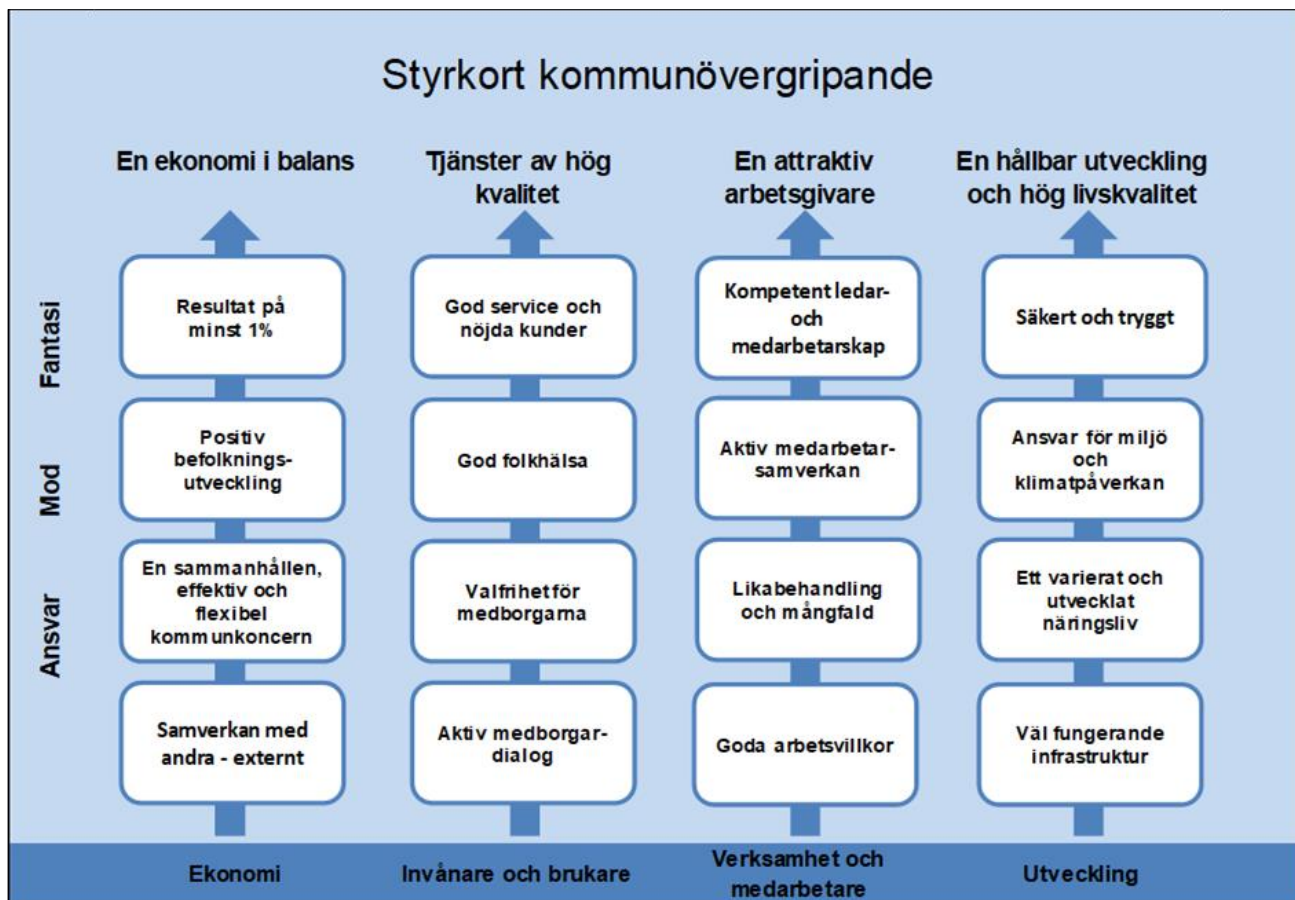 Styrkort kommunövergripande
En ekonomi i balans
Tjänster av hög
kvalitet
En attraktiv
arbetsgivare
En hållbar utveckling
och hög livskvalitet
Fantasi
Mod
Ansvar
Resultat på
minst 1%
God service och
nöjda kunder
Kompetent ledar-
och
medarbetarskap
Säkert och tryggt
Positiv
befolknings-
utveckling
God folkhälsa
Aktiv medarbetar-
samverkan
Ansvar för miljö
och
klimatpåverkan
En sammanhållen,
effektiv och
flexibel
kommunkoncern
Valfrihet för
medborgarna
Likabehandling
och mångfald
Ett varierat och
utvecklat
näringsliv
Samverkan med
andra - externt
Aktiv medborgar-
dialog
Goda arbetsvillkor
Väl fungerande
infrastruktur
Ekonomi
Invånare och brukare
Verksamhet och
medarbetare
Utveckling